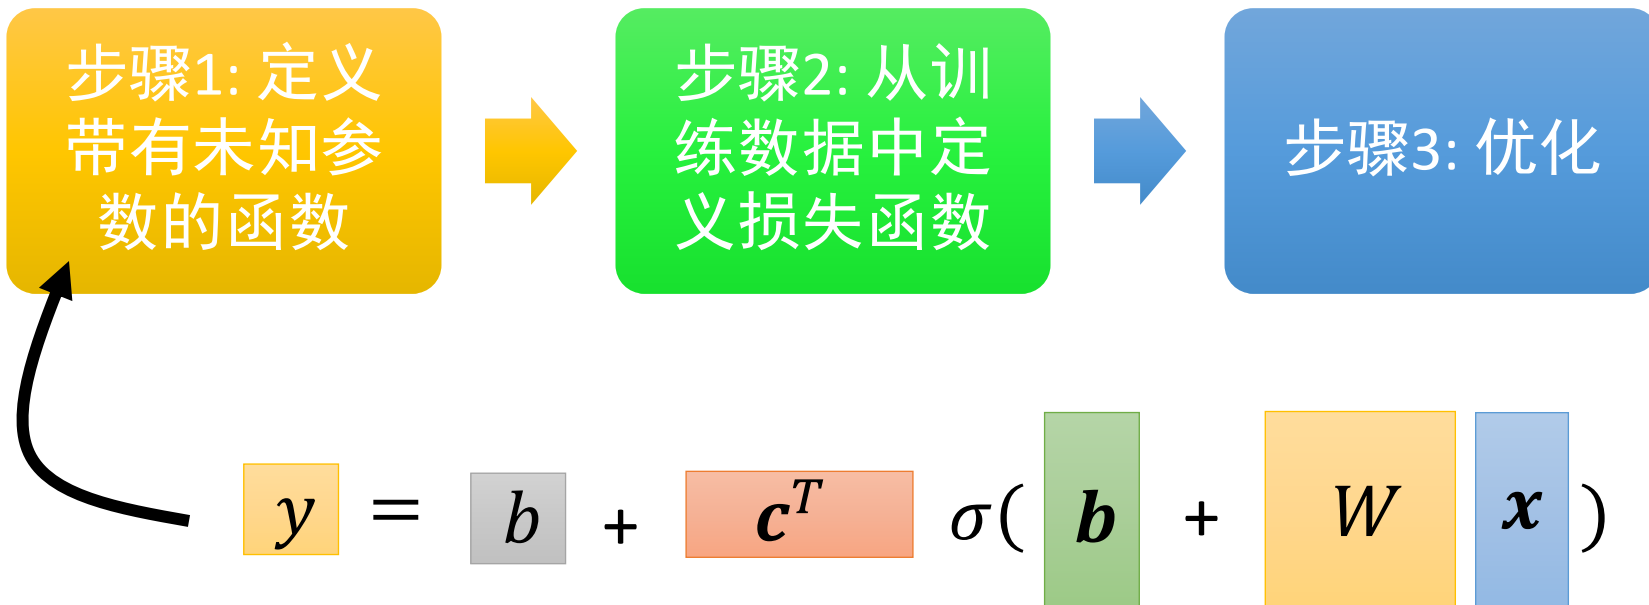 步骤1: 定义
带有未知参
数的函数
步骤2: 从训
练数据中定
义损失函数
步骤3: 优化
y = b + c^T σ( b + W x )